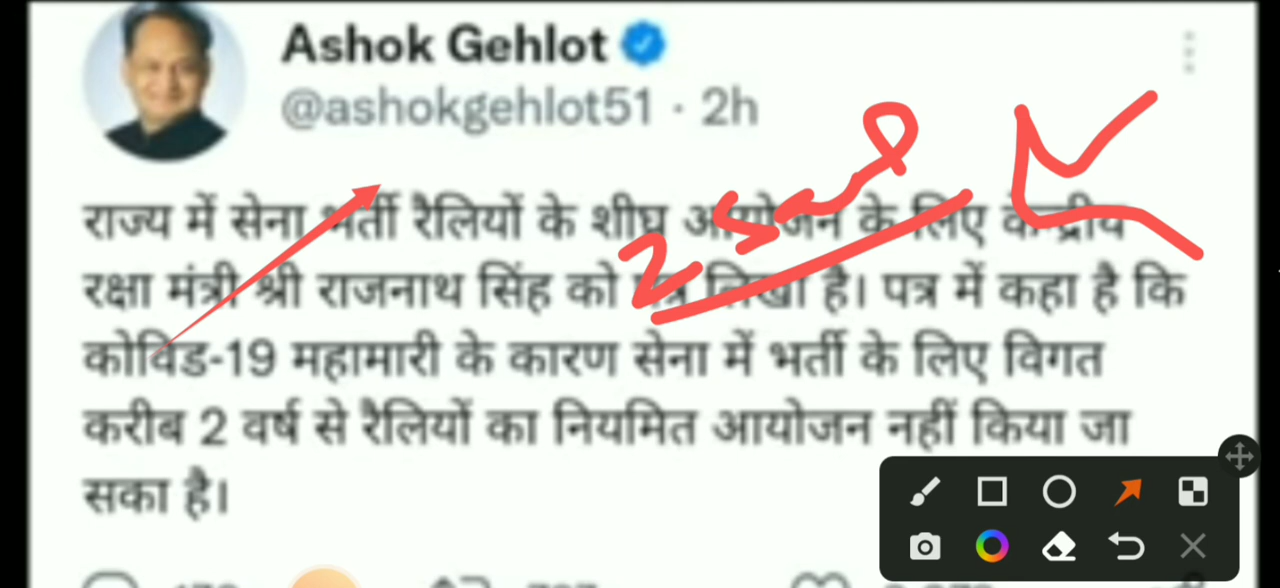 Ashok Gehlot
@ashokgehlot51 · 2h
राज्य में सेना भर्ती रैलियों के शीघ्र आयोजन के लिए केन्द्रीय
रक्षा मंत्री श्री राजनाथ सिंह को पत्र लिखा है। पत्र में कहा है कि
कोविड-19 महामारी के कारण सेना में भर्ती के लिए विगत
करीब 2 वर्ष से रैलियों का नियमित आयोजन नहीं किया जा
सका है।